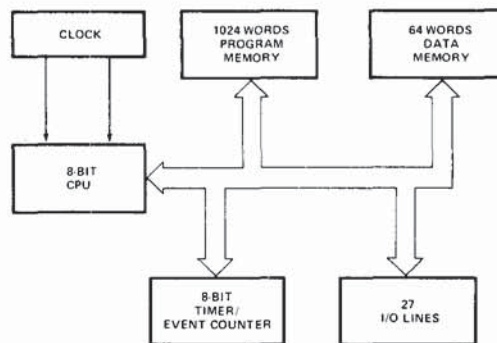 CLOCK
1024 WORDS
PROGRAM
MEMORY
64 WORDS
DATA
MEMORY
8-BIT
CPU
8-BIT
TIMER/
EVENT COUNTER
27
I/O LINES